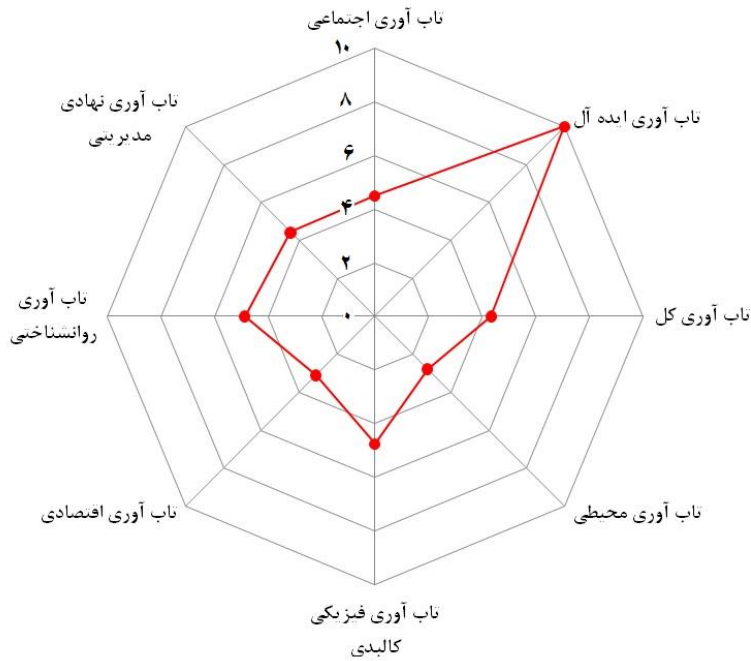 تاب آوری اجتماعی
۱۰
تاب آوری نهادی
مدیریتی
۸
تاب آوری ایده آل
۶
۴
۲
تاب آوری
روانشناختی
۰
تاب آوری کل
تاب آوری اقتصادی
تاب آوری محیطی
تاب آوری فیزیکی
کالبدی